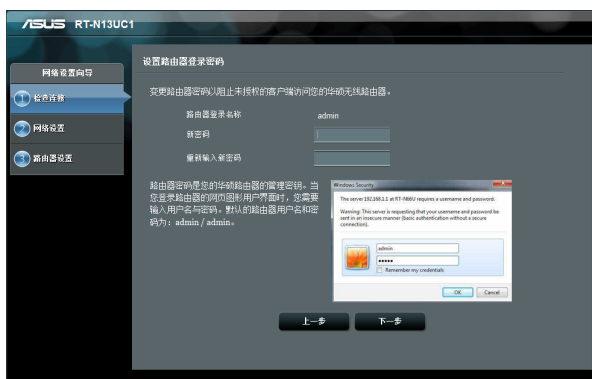 ASUS RT-N13UC1
网络设置向导
1 检查连接
2 网络设置
3 路由器设置
设置路由器登录密码
变更路由器密码以阻止未授权的客户端访问您的华硕无线路由器。
路由器登录名称 admin
新密码
重新输入新密码
路由器密码是您的华硕路由器的管理密钥。当
您登录路由器的网页图形用户界面时，您需要
输入用户名与密码。默认的路由器用户名和密
码为：admin / admin。
Windows Security
The server 192.168.1.1 at RT-N66U requires a username and password.
Warning: This server is requesting that your username and password be
sent in an insecure manner (basic authentication without a secure
connection).
admin
•••••
Remember my credentials
OK Cancel
上一步 下一步